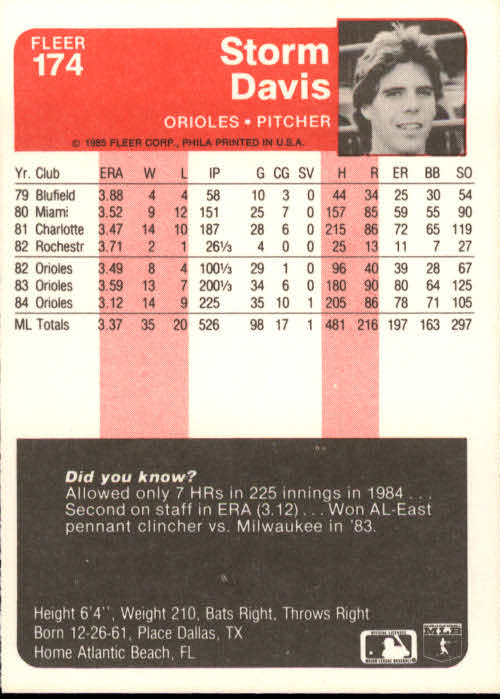 FLEER
174
Storm
Davis
ORIOLES • PITCHER
© 1985 FLEER CORP., PHILA PRINTED IN U.S.A.
Yr. Club ERA W L IP G CG SV H R ER BB SO
79 Blufield 3.88 4 4 58 10 3 0 44 34 25 30 54
80 Miami 3.52 9 12 151 25 7 0 157 85 59 55 90
81 Charlotte 3.47 14 10 187 28 6 0 215 86 72 65 119
82 Rochestr 3.71 2 1 26⅓ 4 0 0 25 13 11 7 27
82 Orioles 3.49 8 4 100⅓ 29 1 0 96 40 39 28 67
83 Orioles 3.59 13 7 200⅓ 34 6 0 180 90 80 64 125
84 Orioles 3.12 14 9 225 35 10 1 205 86 78 71 105
ML Totals 3.37 35 20 526 98 17 1 481 216 197 163 297
Did you know?
Allowed only 7 HRs in 225 innings in 1984 . . .
Second on staff in ERA (3.12) . . . Won AL-East
pennant clincher vs. Milwaukee in '83.
Height 6'4'', Weight 210, Bats Right, Throws Right
Born 12-26-61, Place Dallas, TX
Home Atlantic Beach, FL
OFFICIAL LICENSEE
MAJOR LEAGUE BASEBALL